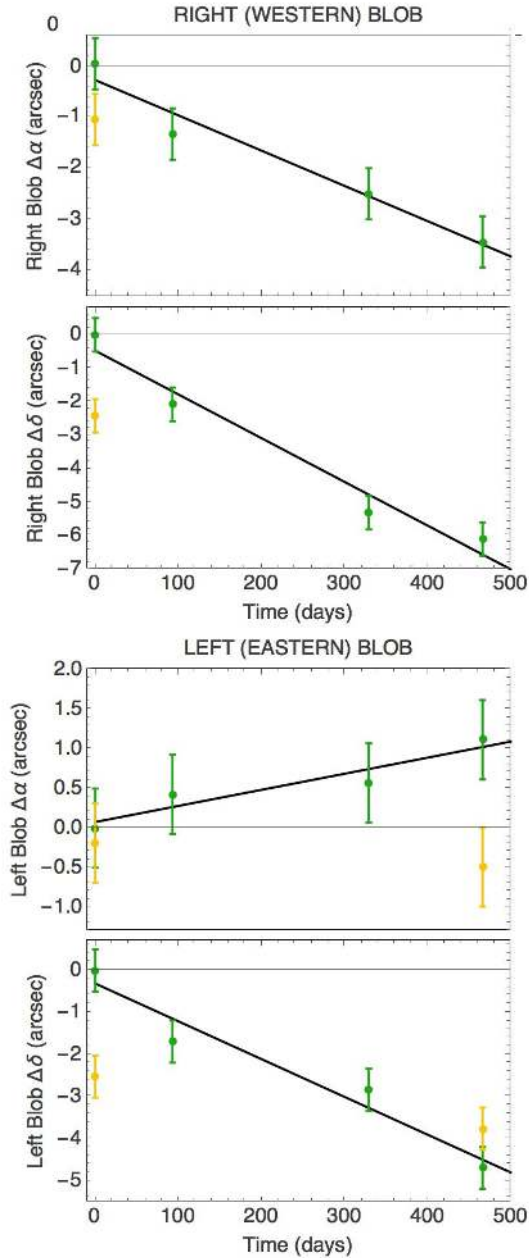 RIGHT (WESTERN) BLOB
0
0
−1
−2
−3
−4
Right Blob Δα (arcsec)
0
−1
−2
−3
−4
−5
−6
−7
Right Blob Δδ (arcsec)
0 100 200 300 400 500
Time (days)
LEFT (EASTERN) BLOB
2.0
1.5
1.0
0.5
0.0
−0.5
−1.0
Left Blob Δα (arcsec)
0
−1
−2
−3
−4
−5
Left Blob Δδ (arcsec)
0 100 200 300 400 500
Time (days)